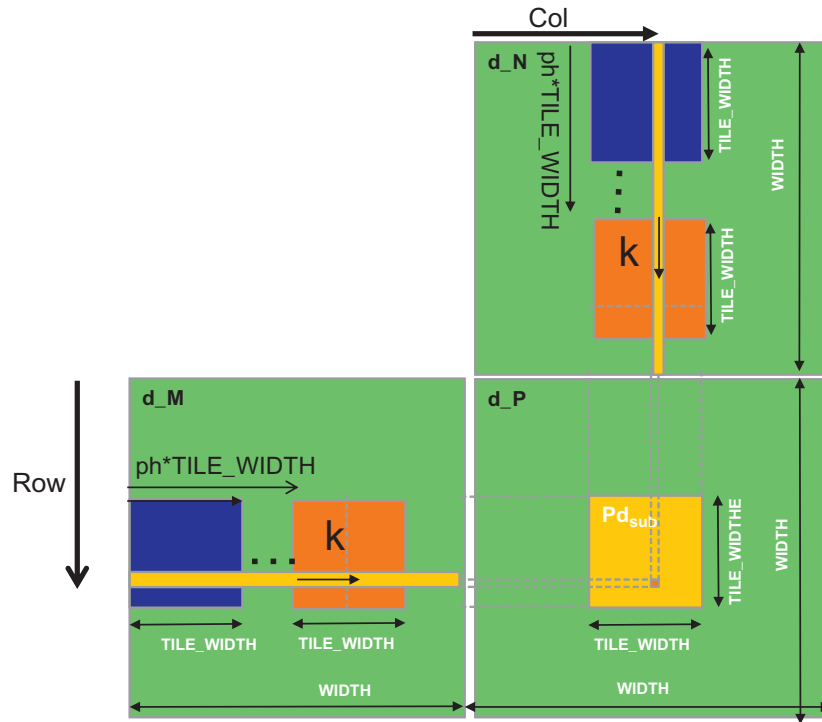 Col
d_N
ph*TILE_WIDTH
TILE_WIDTH
WIDTH
k
TILE_WIDTH
d_M
d_P
ph*TILE_WIDTH
Row
k
Pd_sub
TILE_WIDTHE
WIDTH
TILE_WIDTH
TILE_WIDTH
TILE_WIDTH
WIDTH
WIDTH